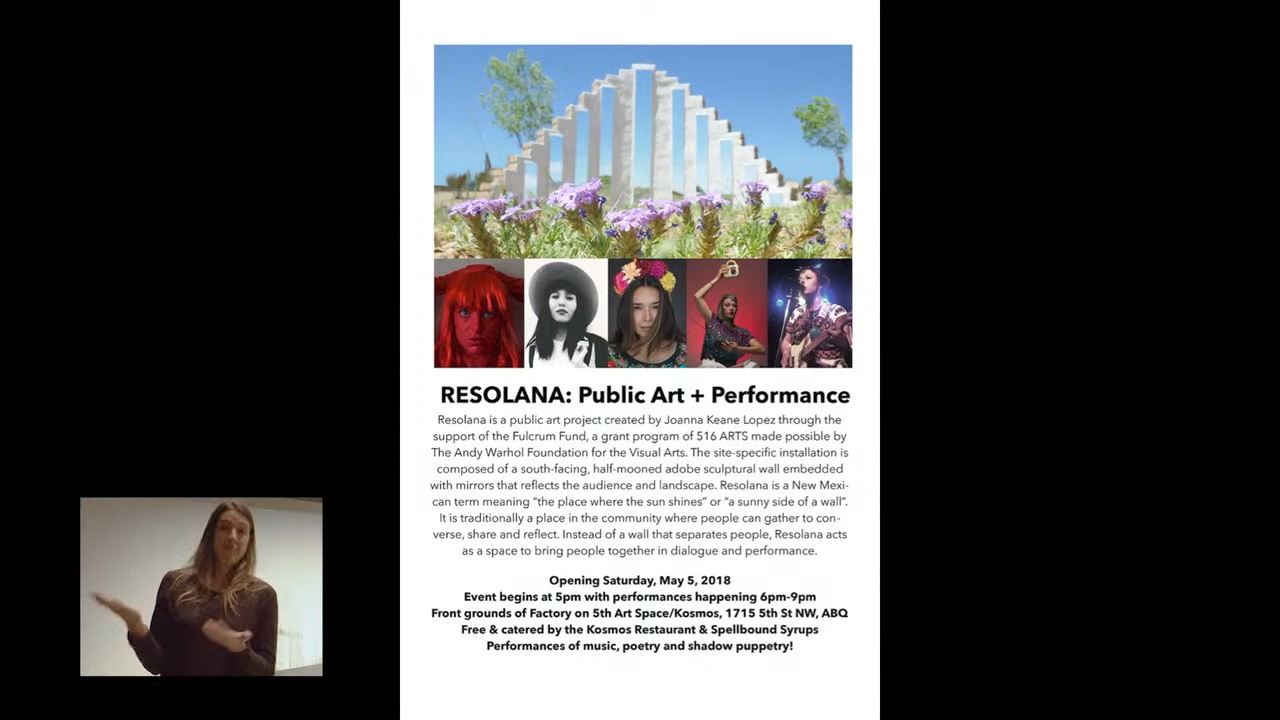 RESOLANA: Public Art + Performance
Resolana is a public art project created by Joanna Keane Lopez through the
support of the Fulcrum Fund, a grant program of 516 ARTS made possible by
The Andy Warhol Foundation for the Visual Arts. The site-specific installation is
composed of a south-facing, half-mooned adobe sculptural wall embedded
with mirrors that reflects the audience and landscape. Resolana is a New Mexi-
can term meaning “the place where the sun shines” or “a sunny side of a wall”.
It is traditionally a place in the community where people can gather to con-
verse, share and reflect. Instead of a wall that separates people, Resolana acts
as a space to bring people together in dialogue and performance.
Opening Saturday, May 5, 2018
Event begins at 5pm with performances happening 6pm-9pm
Front grounds of Factory on 5th Art Space/Kosmos, 1715 5th St NW, ABQ
Free & catered by the Kosmos Restaurant & Spellbound Syrups
Performances of music, poetry and shadow puppetry!